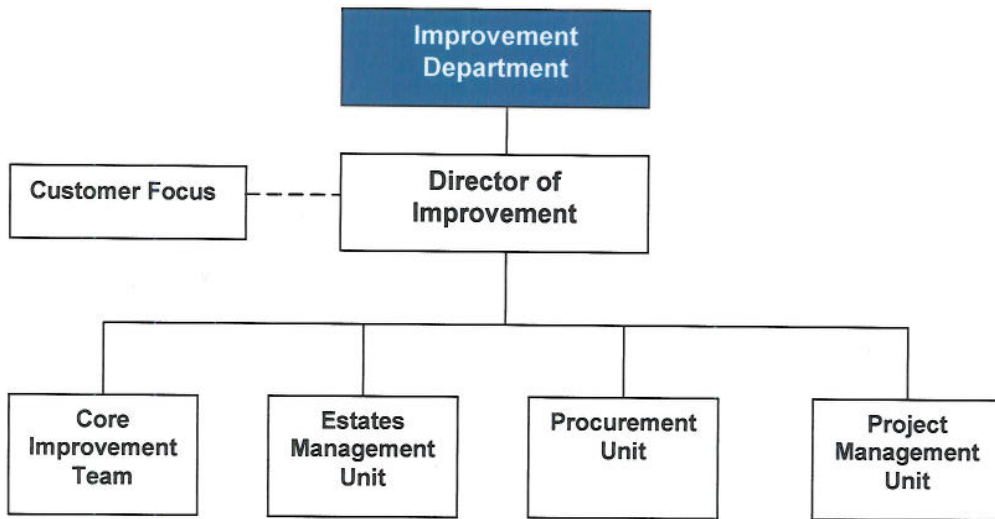 Improvement
Department
Customer Focus
Director of
Improvement
Core
Improvement
Team
Estates
Management
Unit
Procurement
Unit
Project
Management
Unit